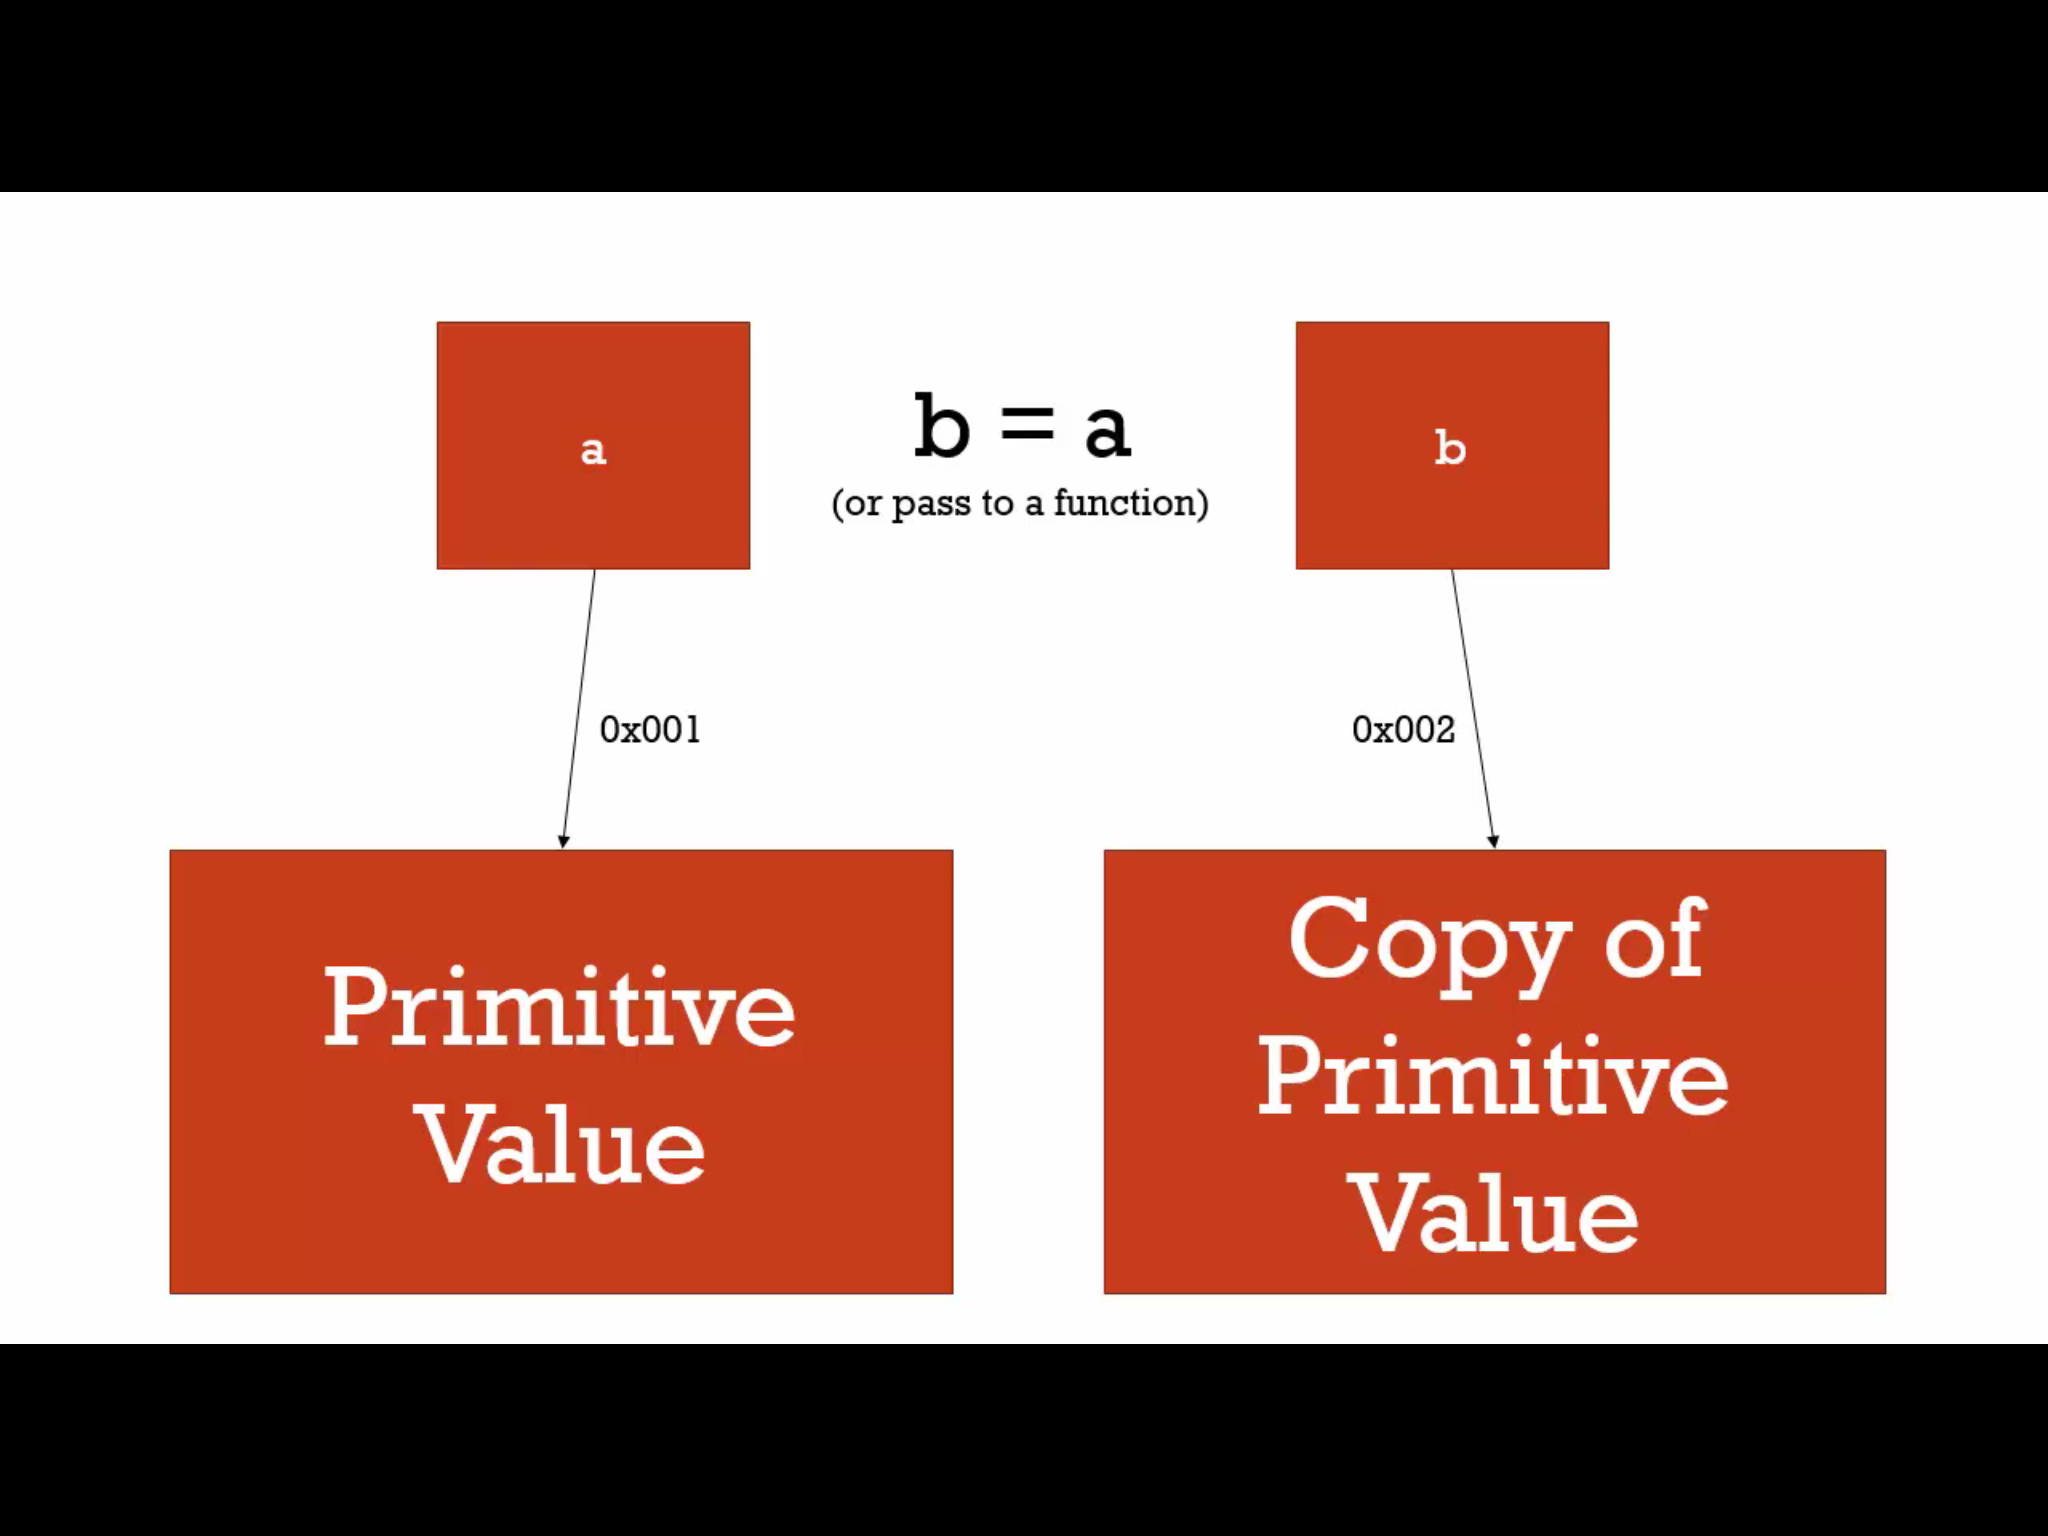 a
b = a
(or pass to a function)
b
0x001
0x002
Primitive
Value
Copy of
Primitive
Value